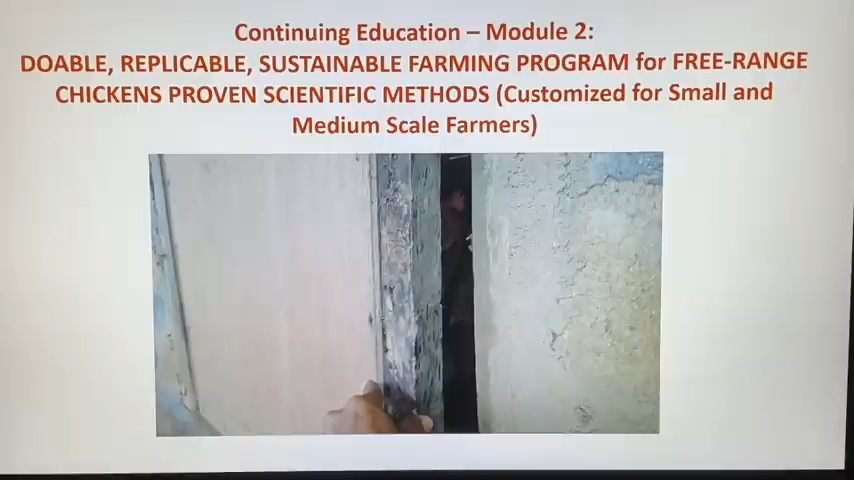 Continuing Education – Module 2:
DOABLE, REPLICABLE, SUSTAINABLE FARMING PROGRAM for FREE-RANGE
CHICKENS PROVEN SCIENTIFIC METHODS (Customized for Small and
Medium Scale Farmers)